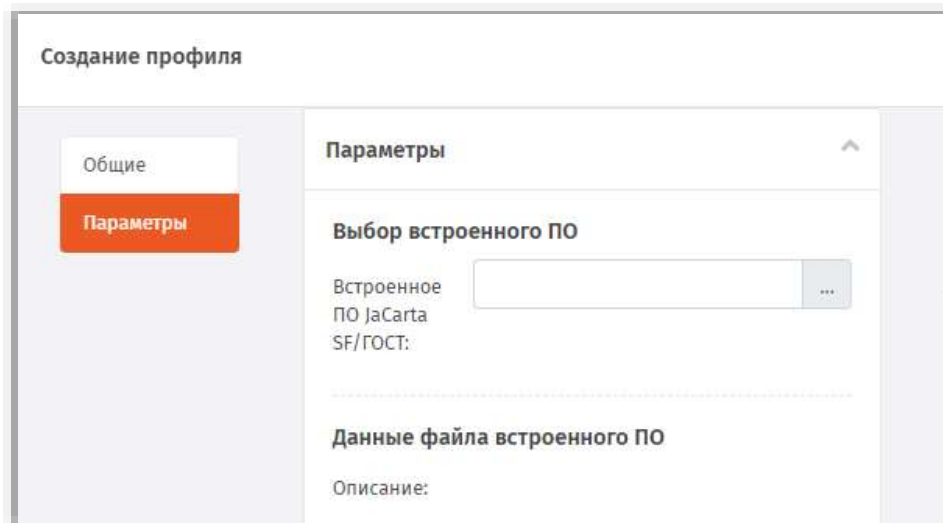 Создание профиля
Общие
Параметры
Параметры
Выбор встроенного ПО
Встроенное
ПО JaCarta
SF/ГОСТ:
...
Данные файла встроенного ПО
Описание: